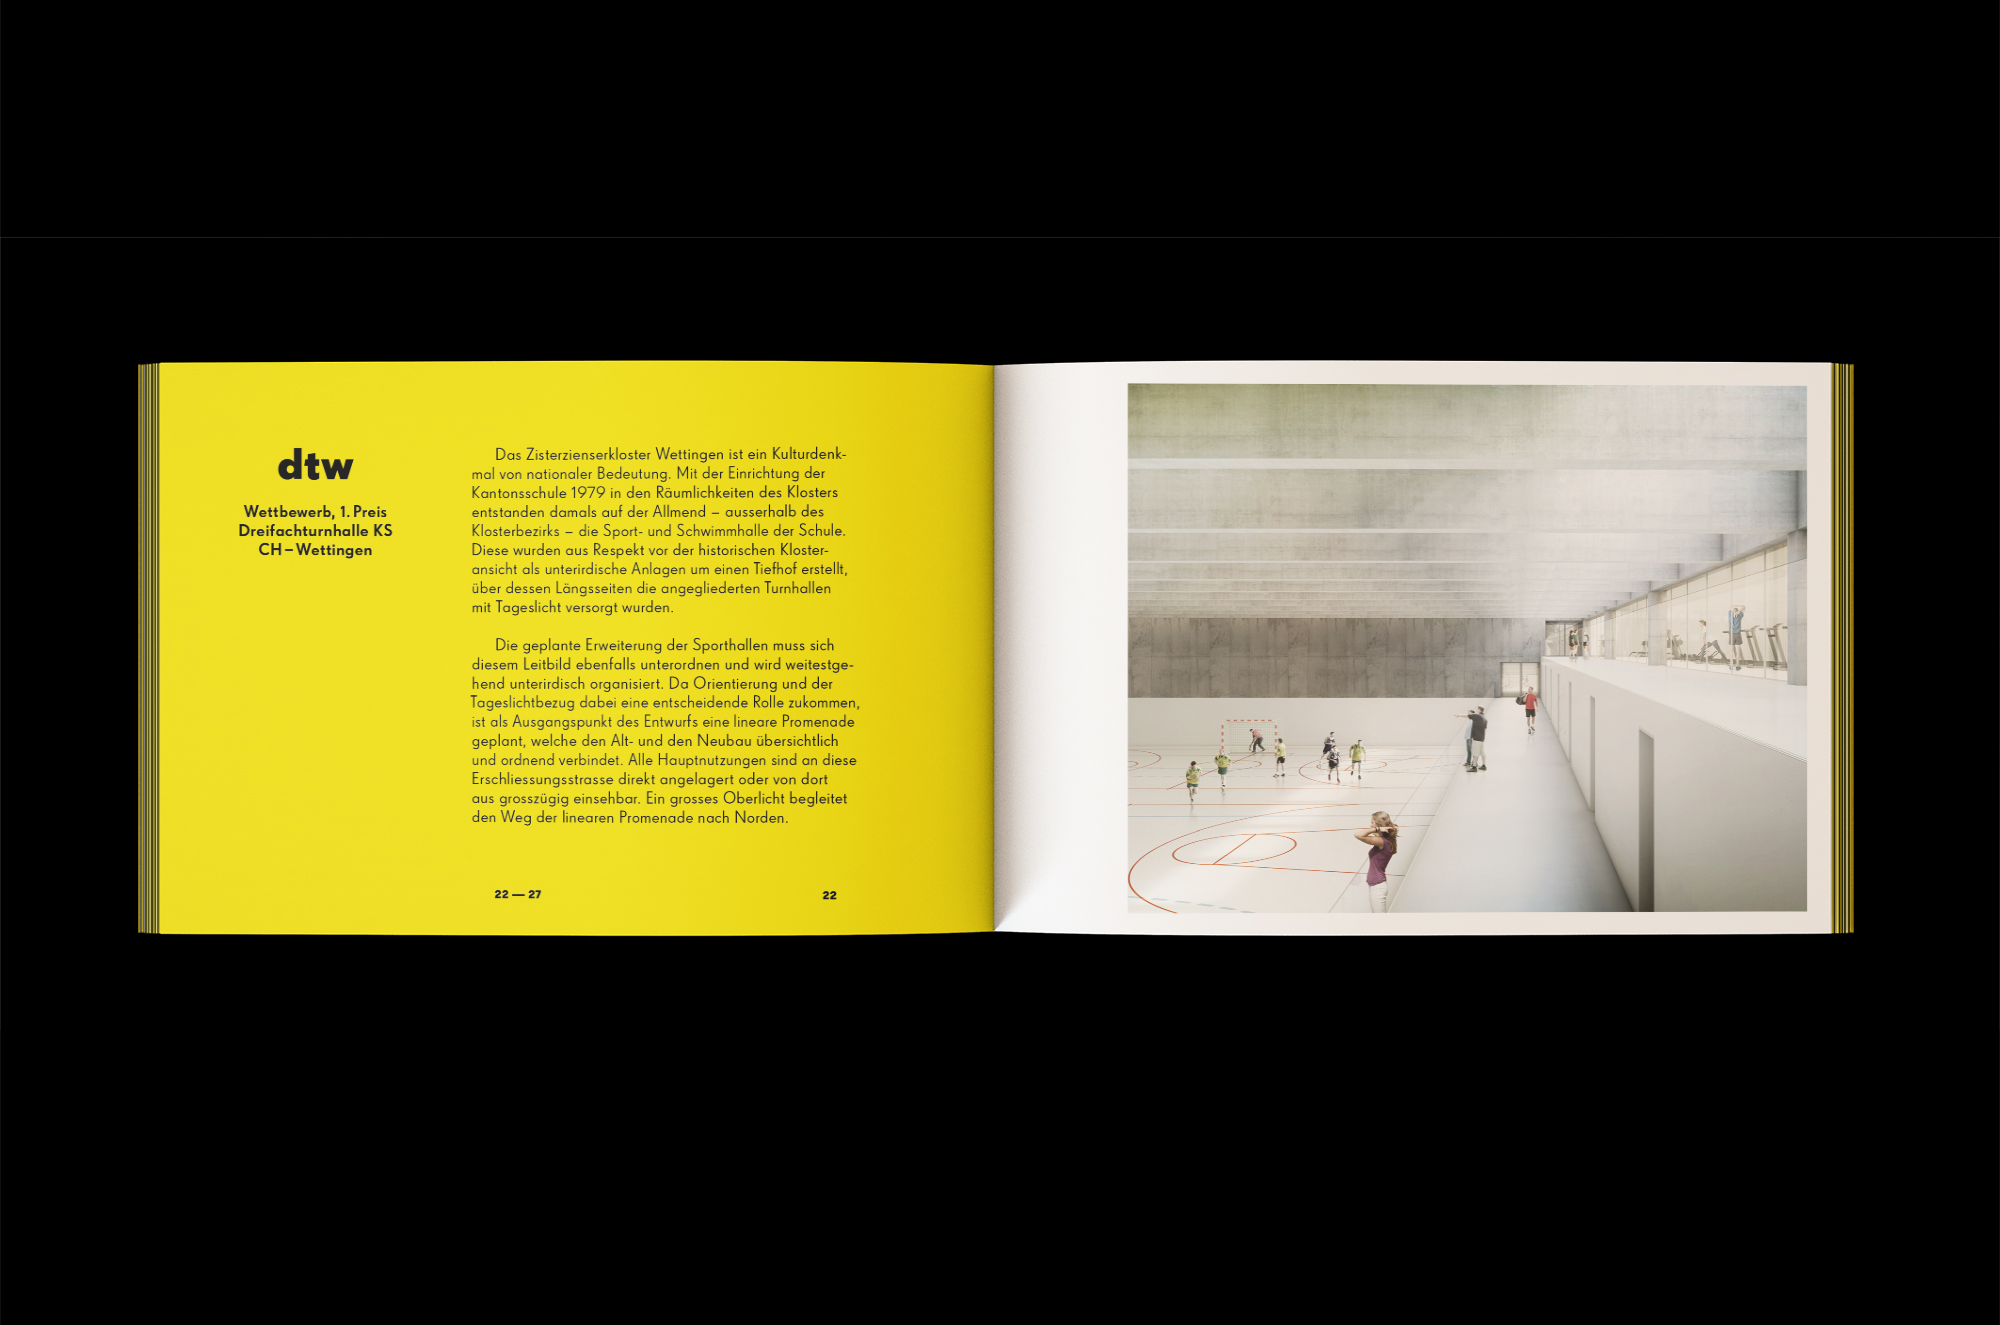 dtw
Wettbewerb, 1. Preis
Dreifachturnhalle KS
CH – Wettingen
Das Zisterzienserkloster Wettingen ist ein Kulturdenk-
mal von nationaler Bedeutung. Mit der Einrichtung der
Kantonsschule 1979 in den Räumlichkeiten des Klosters
entstanden damals auf der Allmend – ausserhalb des
Klosterbezirks – die Sport- und Schwimmhalle der Schule.
Diese wurden aus Respekt vor der historischen Kloster-
ansicht als unterirdische Anlagen um einen Tiefhof erstellt,
über dessen Längsseiten die angegliederten Turnhallen
mit Tageslicht versorgt wurden.
Die geplante Erweiterung der Sporthallen muss sich
diesem Leitbild ebenfalls unterordnen und wird weitestge-
hend unterirdisch organisiert. Da Orientierung und der
Tageslichtbezug dabei eine entscheidende Rolle zukommen,
ist als Ausgangspunkt des Entwurfs eine lineare Promenade
geplant, welche den Alt- und den Neubau übersichtlich
und ordnend verbindet. Alle Hauptnutzungen sind an diese
Erschliessungsstrasse direkt angelagert oder von dort
aus grosszügig einsehbar. Ein grosses Oberlicht begleitet
den Weg der linearen Promenade nach Norden.
22 — 27
22